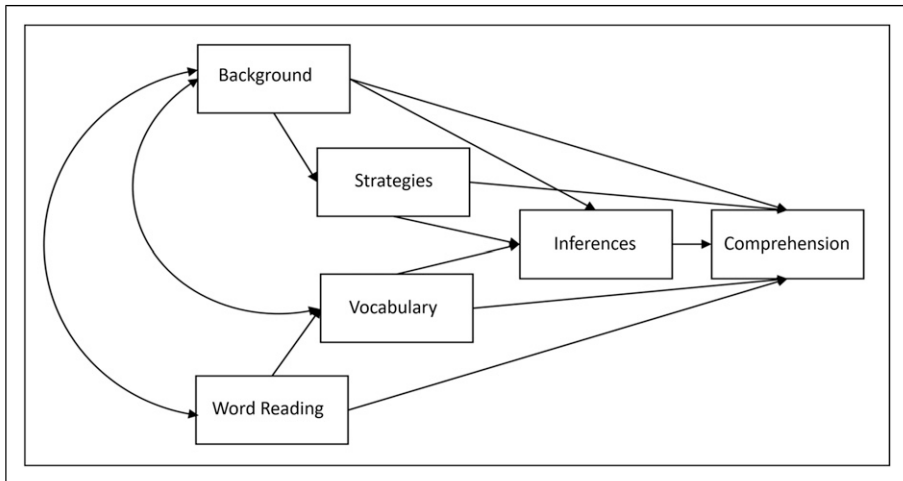 Background
Strategies
Inferences
Comprehension
Vocabulary
Word Reading